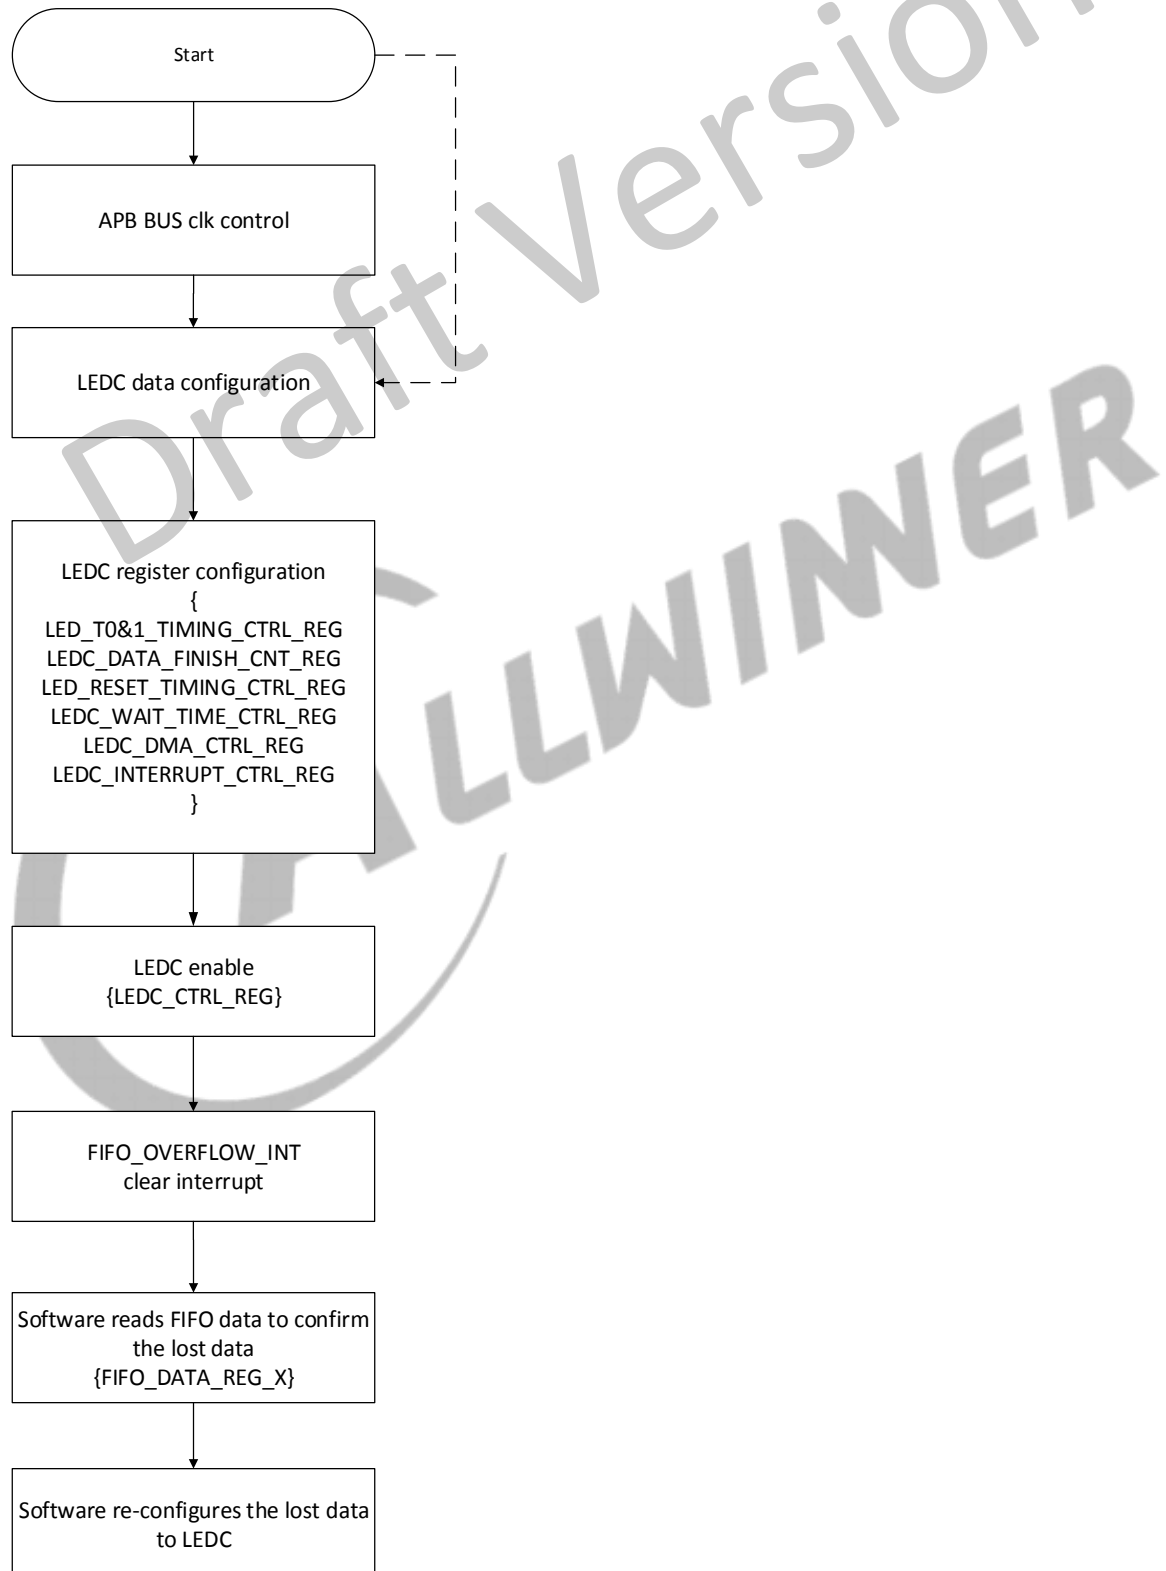 Start
APB BUS clk control
LEDC data configuration
LEDC register configuration
{
LED_T0&1_TIMING_CTRL_REG
LEDC_DATA_FINISH_CNT_REG
LED_RESET_TIMING_CTRL_REG
LEDC_WAIT_TIME_CTRL_REG
LEDC_DMA_CTRL_REG
LEDC_INTERRUPT_CTRL_REG
}
LEDC enable
{LEDC_CTRL_REG}
FIFO_OVERFLOW_INT
clear interrupt
Software reads FIFO data to confirm
the lost data
{FIFO_DATA_REG_X}
Software re-configures the lost data
to LEDC
Draft Version
ALLWINNER